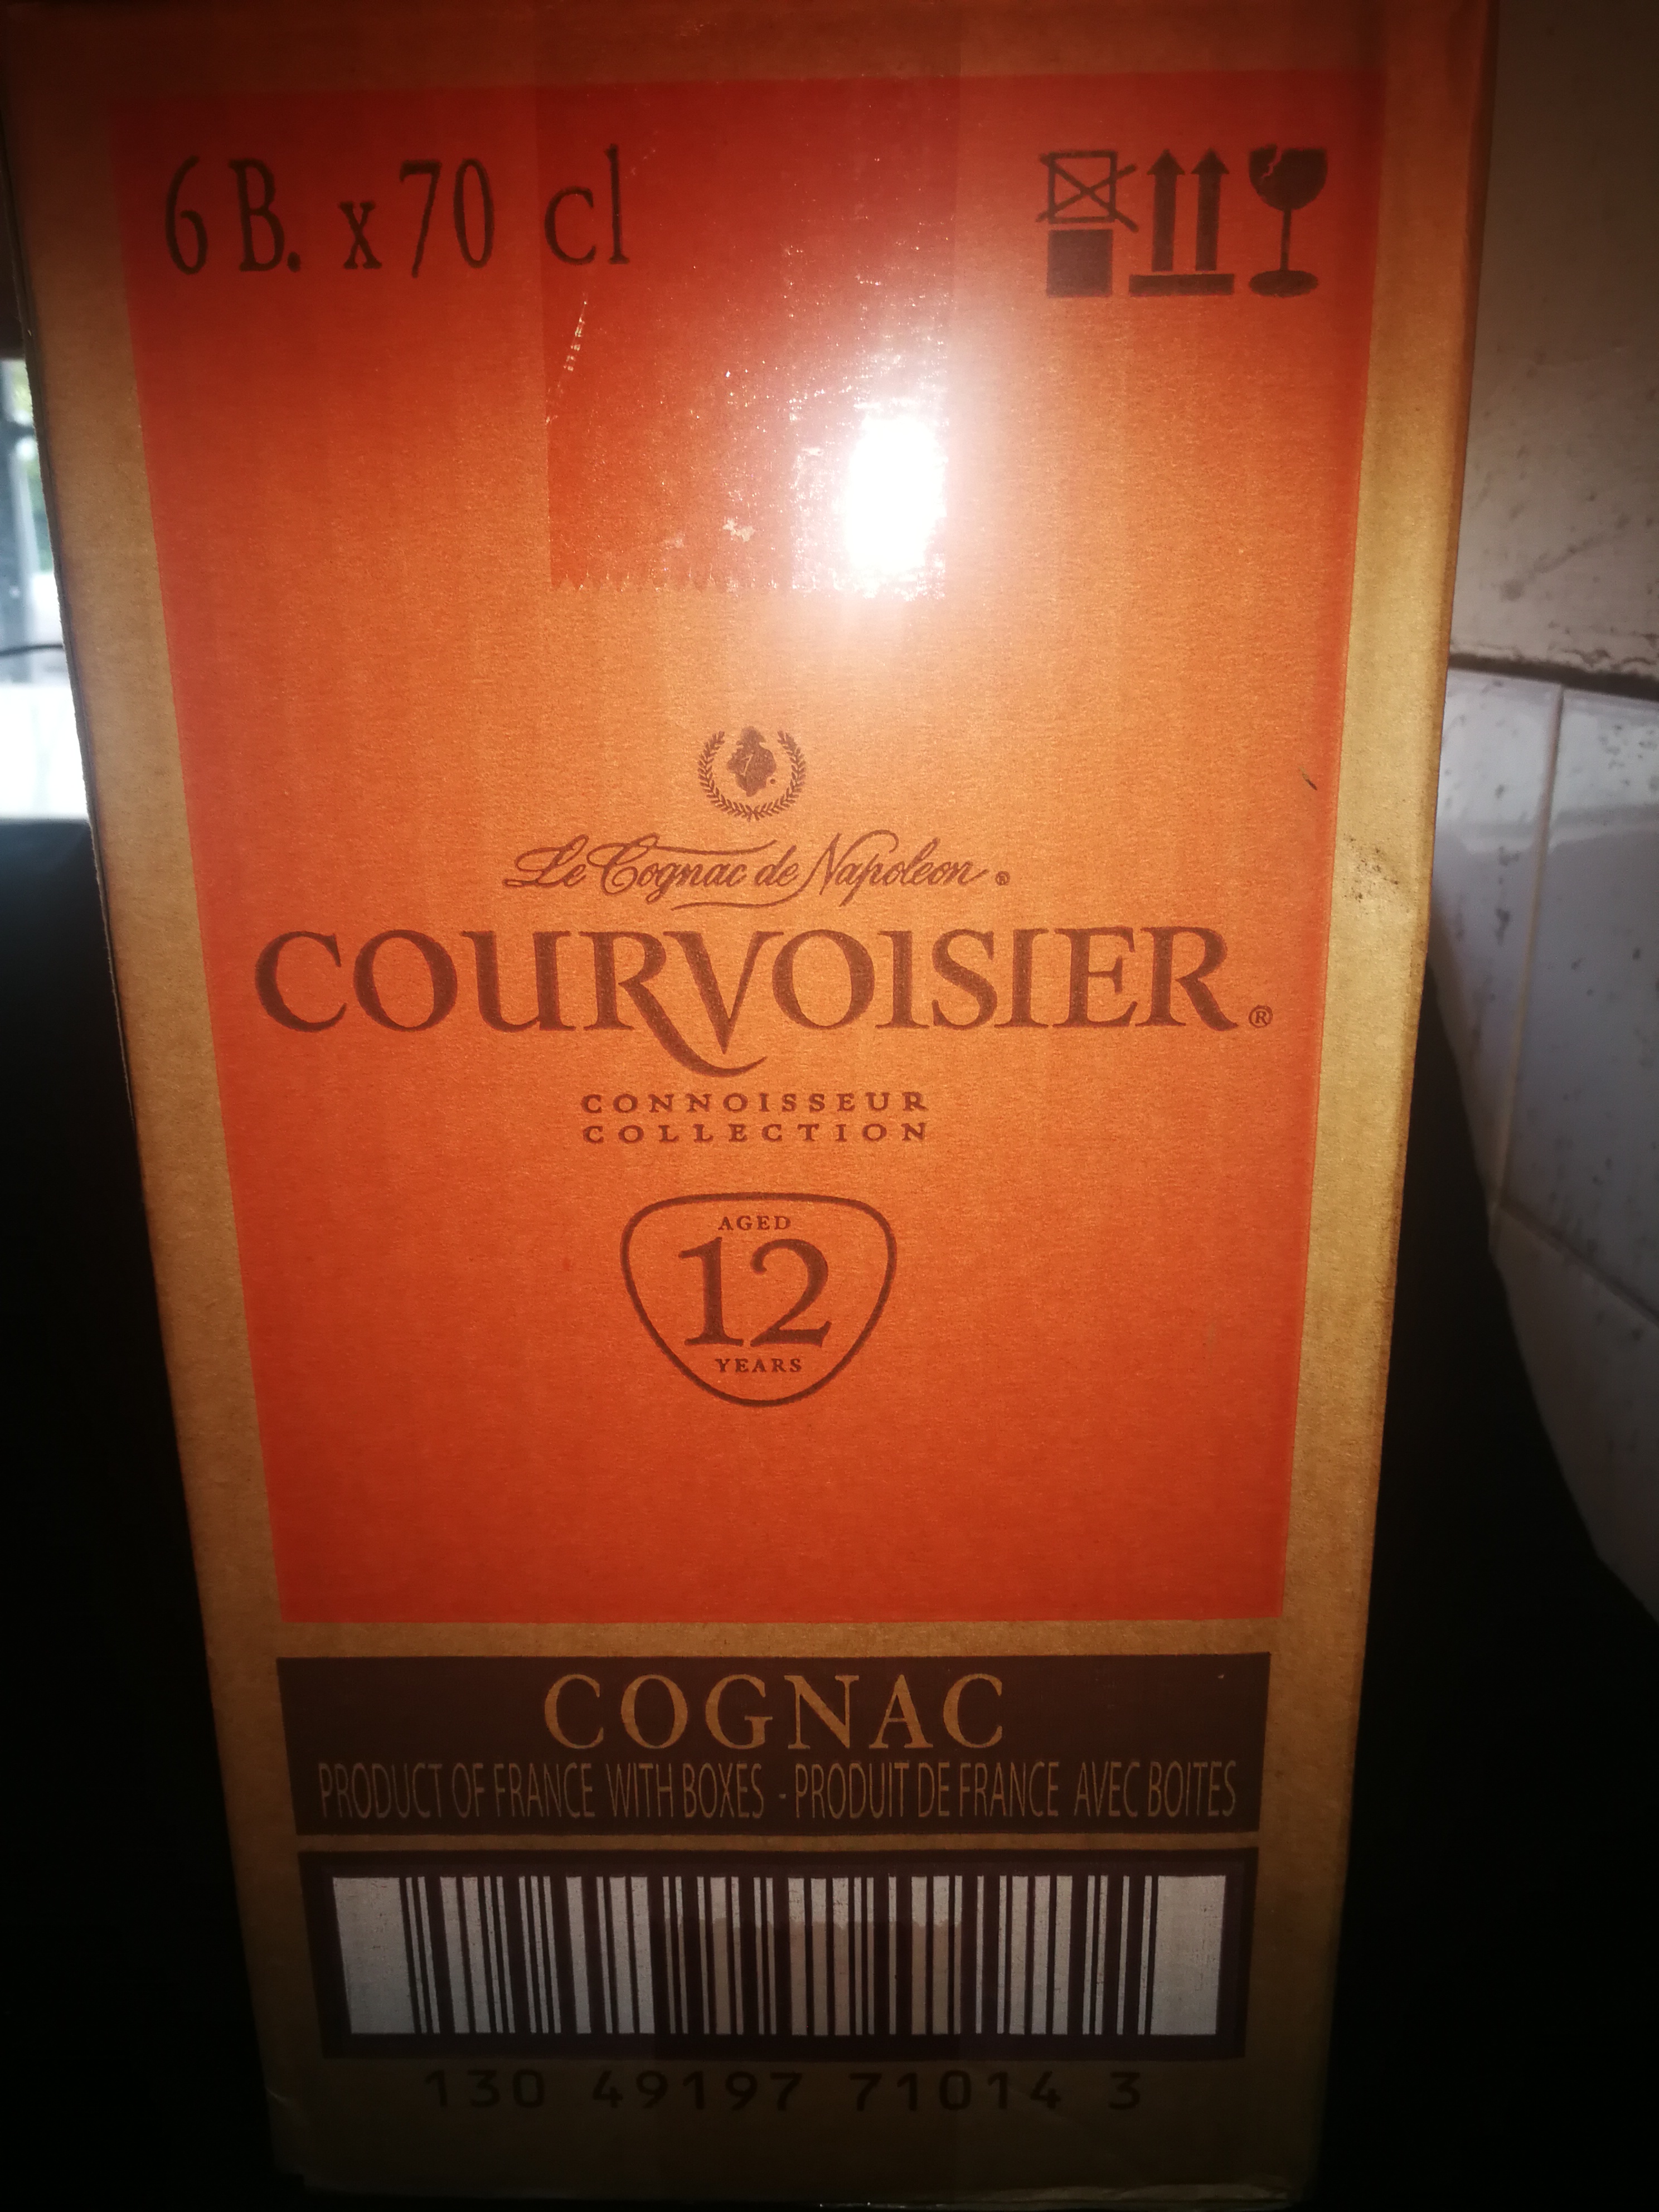 6 B. x 70 cl
Le Cognac de Napoleon ®
COURVOISIER ®
CONNOISSEUR
COLLECTION
AGED
12
YEARS
COGNAC
PRODUCT OF FRANCE WITH BOXES - PRODUIT DE FRANCE AVEC BOITES
130 49197 71014 3